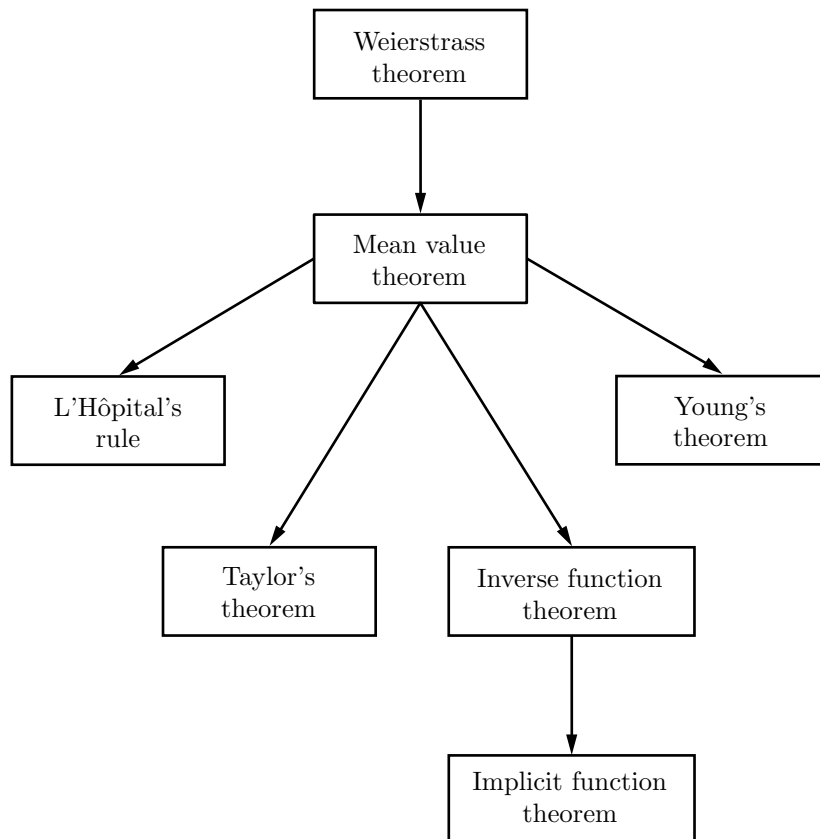 Weierstrass
theorem
Mean value
theorem
L'Hôpital's
rule
Young's
theorem
Taylor's
theorem
Inverse function
theorem
Implicit function
theorem